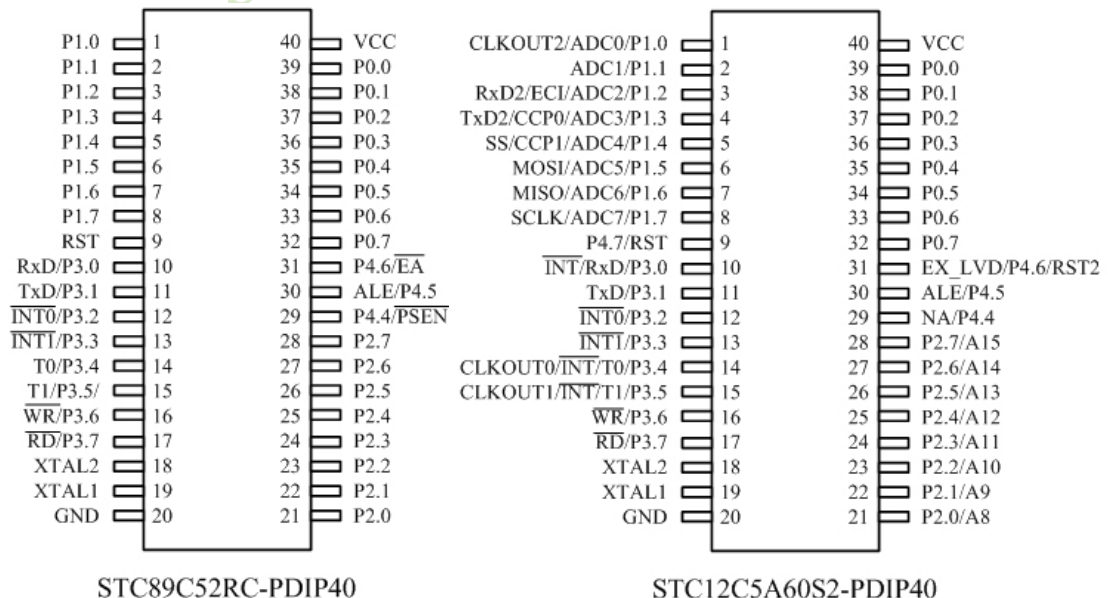 P1.0 1 40 VCC
P1.1 2 39 P0.0
P1.2 3 38 P0.1
P1.3 4 37 P0.2
P1.4 5 36 P0.3
P1.5 6 35 P0.4
P1.6 7 34 P0.5
P1.7 8 33 P0.6
RST 9 32 P0.7
RxD/P3.0 10 31 P4.6/E̅A̅
TxD/P3.1 11 30 ALE/P4.5
I̅N̅T̅0̅/P3.2 12 29 P4.4/P̅S̅E̅N̅
I̅N̅T̅1̅/P3.3 13 28 P2.7
T0/P3.4 14 27 P2.6
T1/P3.5/ 15 26 P2.5
W̅R̅/P3.6 16 25 P2.4
R̅D̅/P3.7 17 24 P2.3
XTAL2 18 23 P2.2
XTAL1 19 22 P2.1
GND 20 21 P2.0
STC89C52RC-PDIP40
CLKOUT2/ADC0/P1.0 1 40 VCC
ADC1/P1.1 2 39 P0.0
RxD2/ECI/ADC2/P1.2 3 38 P0.1
TxD2/CCP0/ADC3/P1.3 4 37 P0.2
SS/CCP1/ADC4/P1.4 5 36 P0.3
MOSI/ADC5/P1.5 6 35 P0.4
MISO/ADC6/P1.6 7 34 P0.5
SCLK/ADC7/P1.7 8 33 P0.6
P4.7/RST 9 32 P0.7
I̅N̅T̅/RxD/P3.0 10 31 EX_LVD/P4.6/RST2
TxD/P3.1 11 30 ALE/P4.5
I̅N̅T̅0̅/P3.2 12 29 NA/P4.4
I̅N̅T̅1̅/P3.3 13 28 P2.7/A15
CLKOUT0/I̅N̅T̅/T0/P3.4 14 27 P2.6/A14
CLKOUT1/I̅N̅T̅/T1/P3.5 15 26 P2.5/A13
W̅R̅/P3.6 16 25 P2.4/A12
R̅D̅/P3.7 17 24 P2.3/A11
XTAL2 18 23 P2.2/A10
XTAL1 19 22 P2.1/A9
GND 20 21 P2.0/A8
STC12C5A60S2-PDIP40